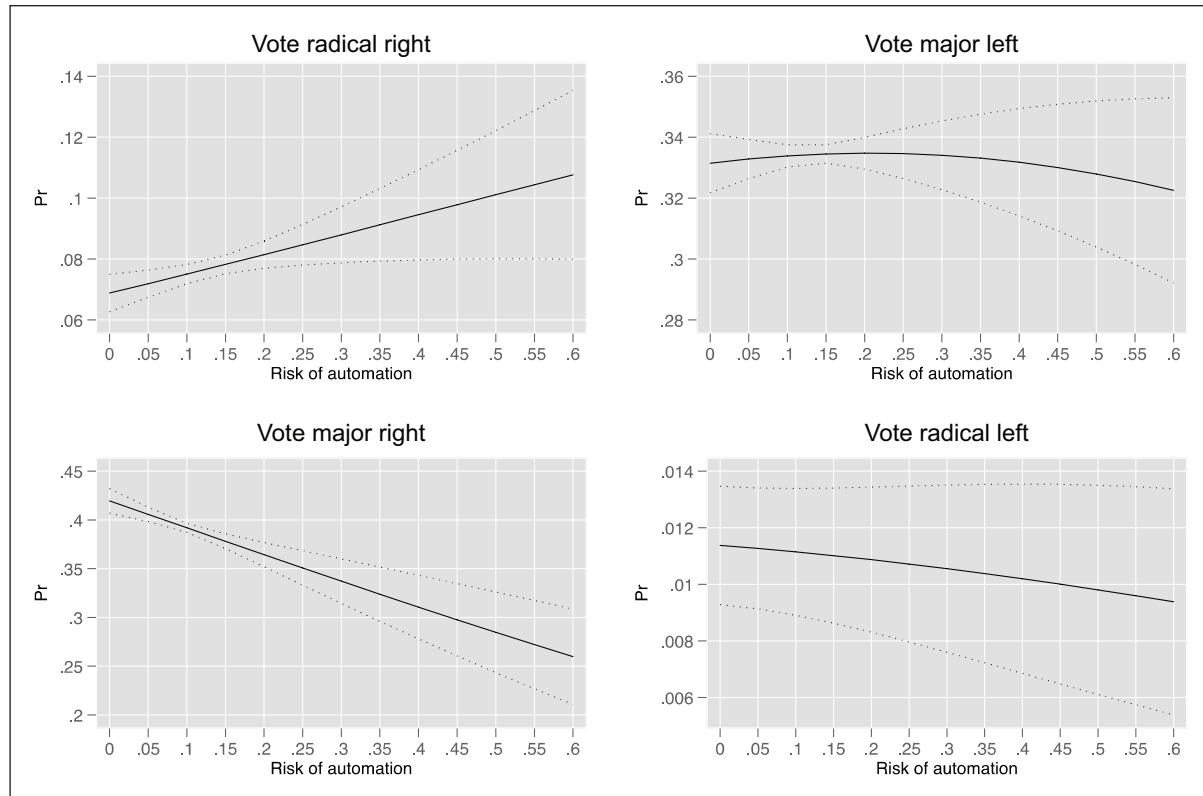 Vote radical right
.14
.12
.1
.08
.06
Pr
0 .05 .1 .15 .2 .25 .3 .35 .4 .45 .5 .55 .6
Risk of automation
Vote major left
.36
.34
.32
.3
.28
Pr
0 .05 .1 .15 .2 .25 .3 .35 .4 .45 .5 .55 .6
Risk of automation
Vote major right
.45
.4
.35
.3
.25
.2
Pr
0 .05 .1 .15 .2 .25 .3 .35 .4 .45 .5 .55 .6
Risk of automation
Vote radical left
.014
.012
.01
.008
.006
Pr
0 .05 .1 .15 .2 .25 .3 .35 .4 .45 .5 .55 .6
Risk of automation